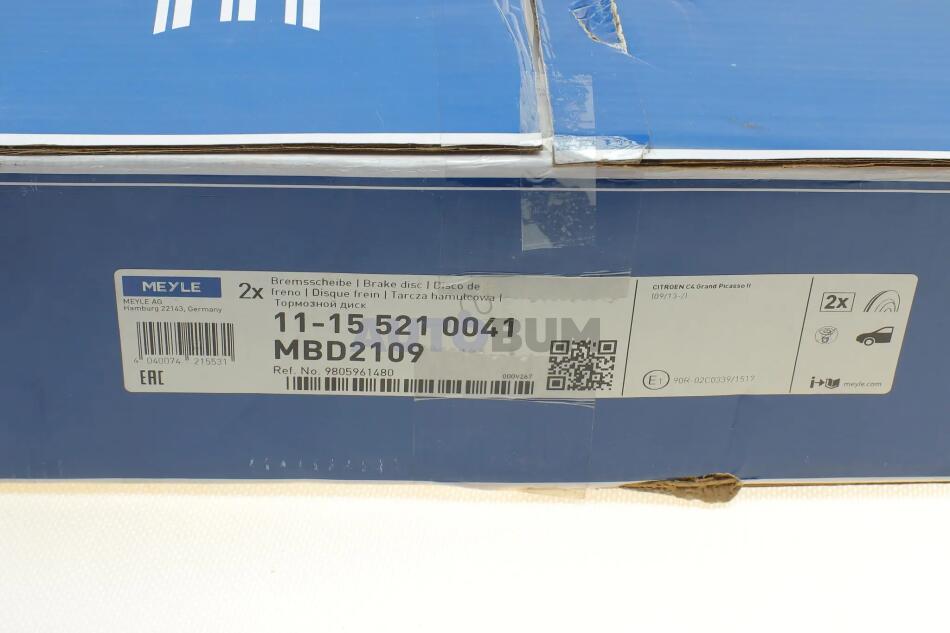 MEYLE
MEYLE AG
Hamburg 22143, Germany
4 040074 215531
EAC
2x
Bremsscheibe | Brake disc | Disco de
freno | Disque frein | Tarcza hamulcowa |
Тормозной диск
11-15 521 0041
MBD2109
Ref. No. 9805961480
0004267
AUTOBUM
CITROEN C4 Grand Picasso II
(09/13-/)
E1 90R-02C0339/1517
2x
meyle.com